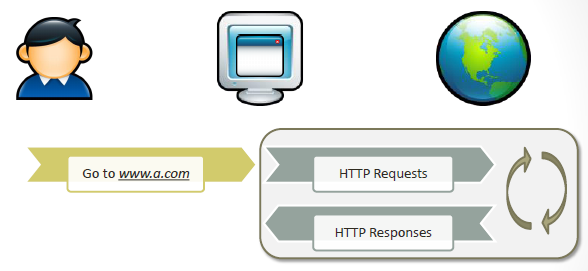 Go to www.a.com
HTTP Requests
HTTP Responses